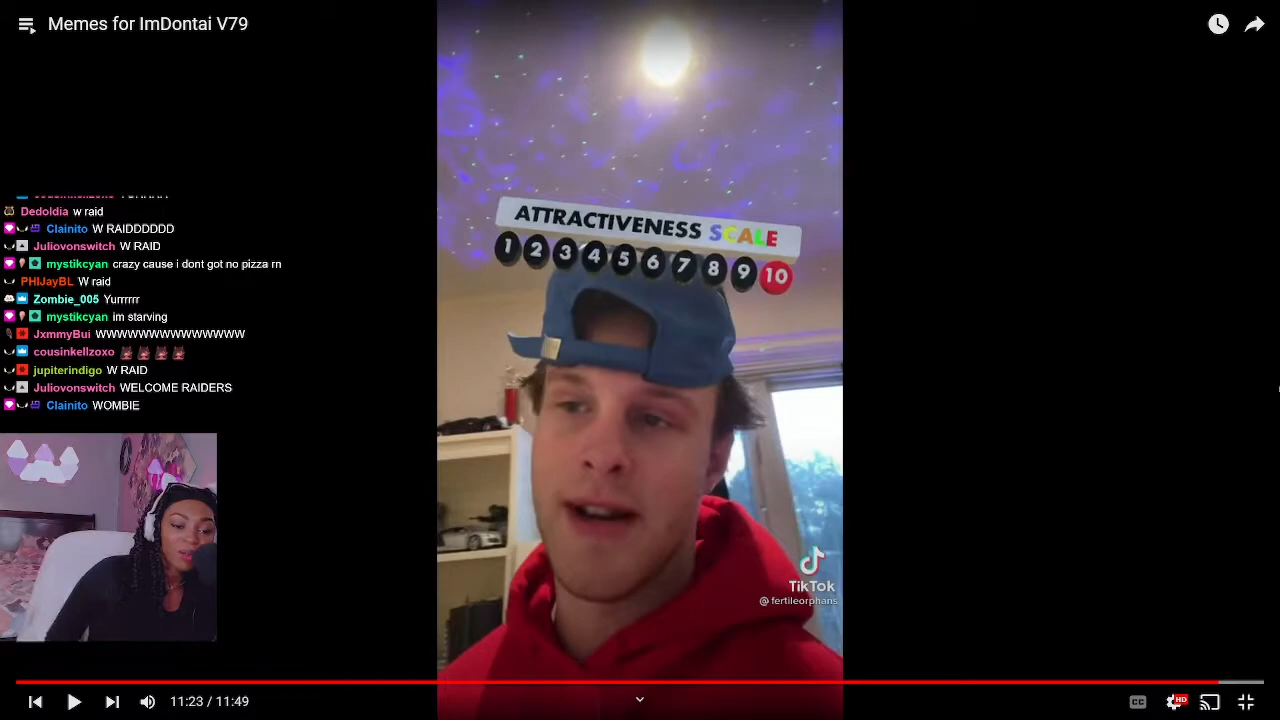 Memes for ImDontai V79
ATTRACTIVENESS SCALE
1 2 3 4 5 6 7 8 9 10
Dedoldia w raid
Clainito W RAIDDDDDD
Juliovonswitch W RAID
mystikcyan crazy cause i dont got no pizza rn
PHIJayBL W raid
Zombie_005 Yurrrrrr
mystikcyan im starving
JxmmyBui WWWWWWWWWWWWWWW
cousinkellzoxo
jupiterindigo W RAID
Juliovonswitch WELCOME RAIDERS
Clainito WOMBIE
TikTok
@fertileorphans
11:23 / 11:49
CC
HD